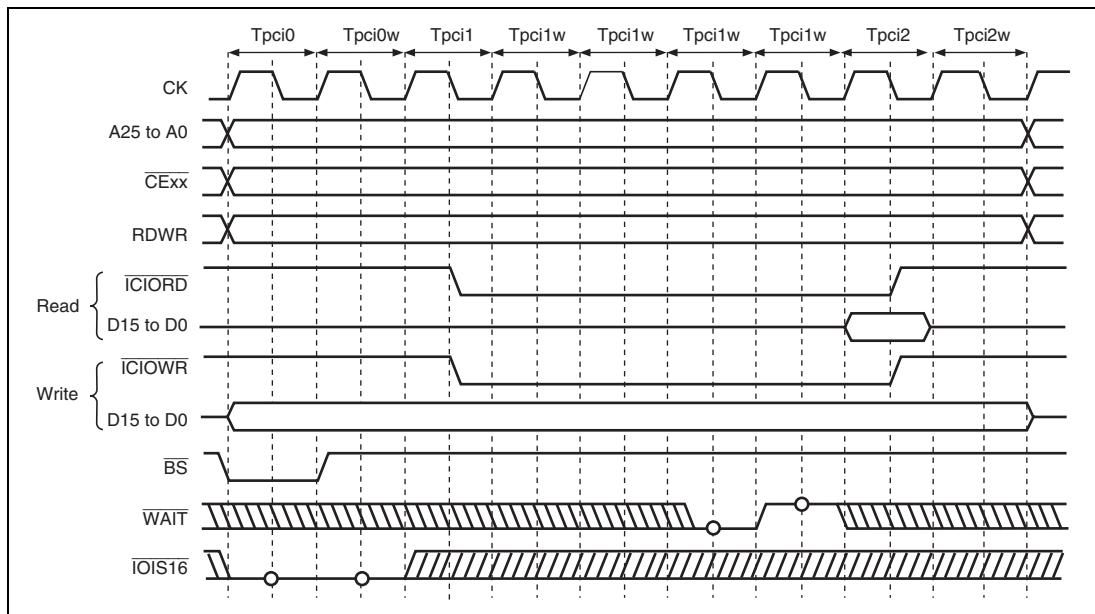 Tpci0 Tpci0w Tpci1 Tpci1w Tpci1w Tpci1w Tpci1w Tpci2 Tpci2w
CK
A25 to A0
CExx
RDWR
ICIORD
Read
D15 to D0
ICIOWR
Write
D15 to D0
BS
WAIT
IOIS16